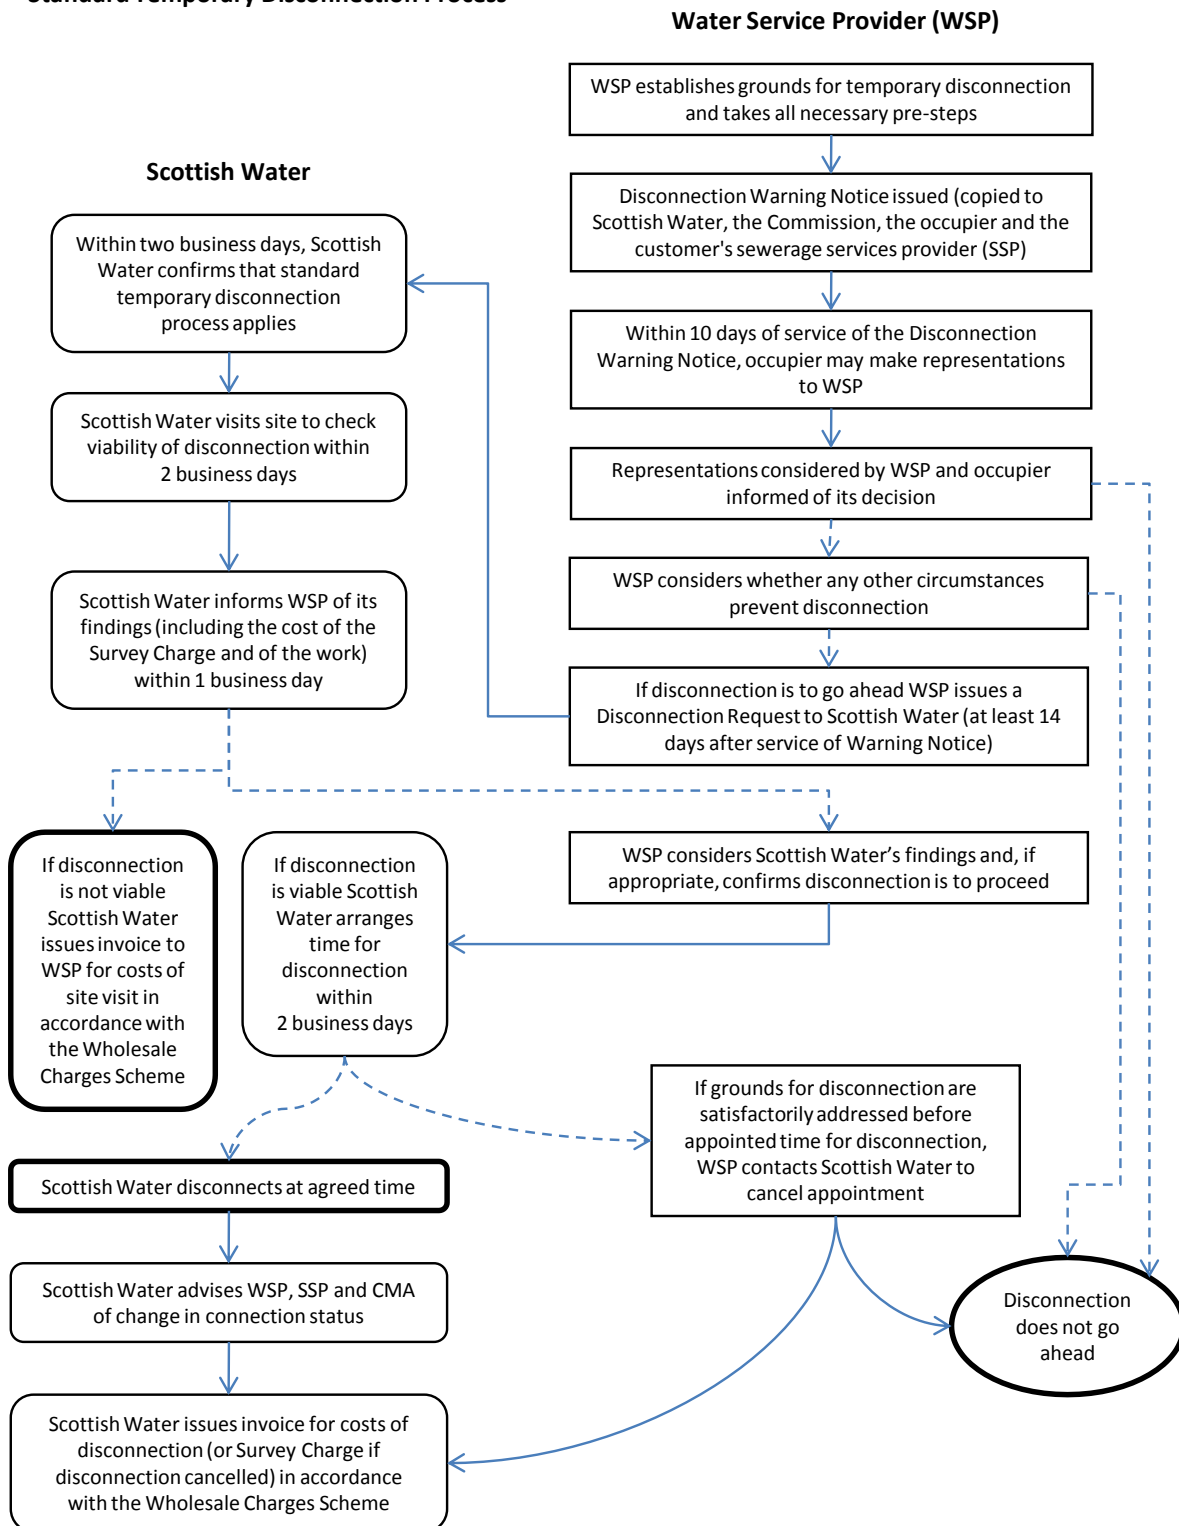 Standard Temporary Disconnection Process
Water Service Provider (WSP)
WSP establishes grounds for temporary disconnection
and takes all necessary pre-steps
Scottish Water
Disconnection Warning Notice issued (copied to
Scottish Water, the Commission, the occupier and the
customer's sewerage services provider (SSP)
Within two business days, Scottish
Water confirms that standard
temporary disconnection
process applies
Within 10 days of service of the Disconnection
Warning Notice, occupier may make representations
to WSP
Scottish Water visits site to check
viability of disconnection within
2 business days
Representations considered by WSP and occupier
informed of its decision
WSP considers whether any other circumstances
prevent disconnection
Scottish Water informs WSP of its
findings (including the cost of the
Survey Charge and of the work)
within 1 business day
If disconnection is to go ahead WSP issues a
Disconnection Request to Scottish Water (at least 14
days after service of Warning Notice)
If disconnection
is not viable
Scottish Water
issues invoice to
WSP for costs of
site visit in
accordance with
the Wholesale
Charges Scheme
If disconnection
is viable Scottish
Water arranges
time for
disconnection
within
2 business days
WSP considers Scottish Water’s findings and, if
appropriate, confirms disconnection is to proceed
If grounds for disconnection are
satisfactorily addressed before
appointed time for disconnection,
WSP contacts Scottish Water to
cancel appointment
Scottish Water disconnects at agreed time
Scottish Water advises WSP, SSP and CMA
of change in connection status
Disconnection
does not go
ahead
Scottish Water issues invoice for costs of
disconnection (or Survey Charge if
disconnection cancelled) in accordance
with the Wholesale Charges Scheme